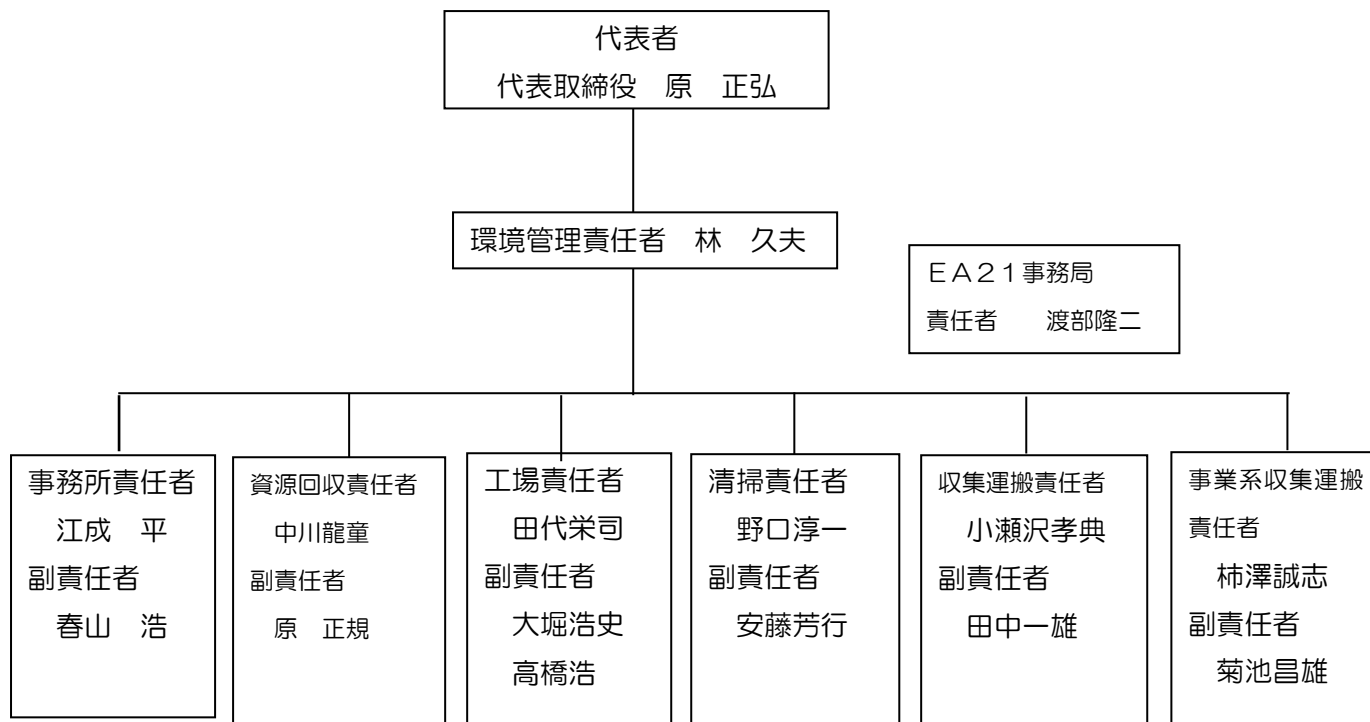 代表者
代表取締役　原　正弘
環境管理責任者　林　久夫
ＥＡ２１事務局
責任者　　渡部隆二
事務所責任者
江成　平
副責任者
春山　浩
資源回収責任者
中川龍童
副責任者
原　正規
工場責任者
田代栄司
副責任者
大堀浩史
高橋浩
清掃責任者
野口淳一
副責任者
安藤芳行
収集運搬責任者
小瀬沢孝典
副責任者
田中一雄
事業系収集運搬
責任者
柿澤誠志
副責任者
菊池昌雄